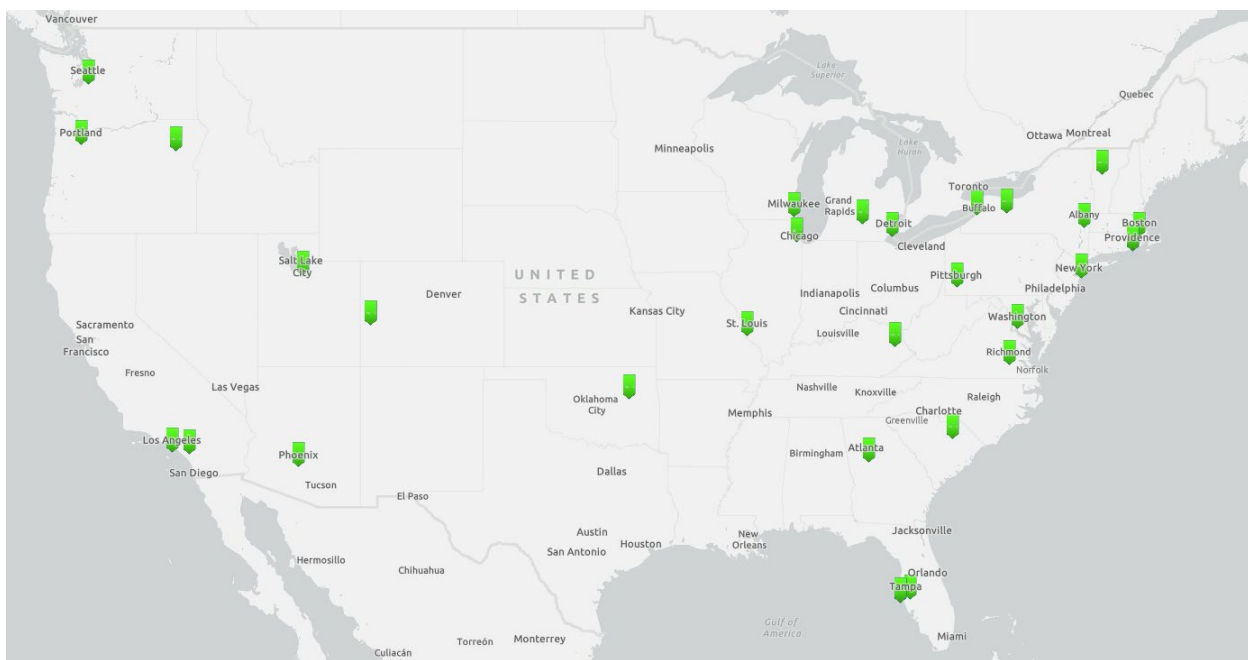 Vancouver
Seattle
Lake
Superior
Quebec
Portland
Ottawa
Montreal
Minneapolis
Lake
Huron
Toronto
Milwaukee
Grand
Rapids
Buffalo
Albany
Detroit
Boston
Chicago
Providence
Cleveland
Salt Lake
City
New York
UNITED
STATES
Pittsburgh
Denver
Indianapolis
Columbus
Philadelphia
Kansas City
Cincinnati
Washington
Sacramento
St. Louis
Louisville
San
Francisco
Richmond
Fresno
Norfolk
Las Vegas
Nashville
Knoxville
Oklahoma
City
Raleigh
Memphis
Charlotte
Greenville
Los Angeles
Phoenix
Birmingham
Atlanta
San Diego
Dallas
Tucson
El Paso
Jacksonville
Austin
New
Orleans
Houston
San Antonio
Hermosillo
Chihuahua
Orlando
Tampa
Gulf of
America
Miami
Torreón
Monterrey
Culiacán